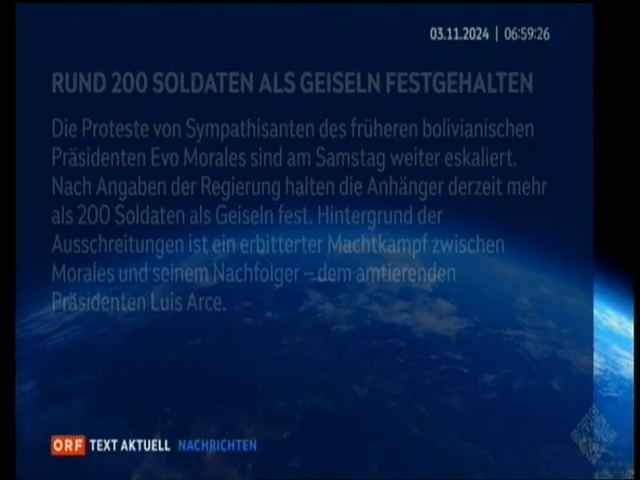 03.11.2024 | 06:59:26
RUND 200 SOLDATEN ALS GEISELN FESTGEHALTEN
Die Proteste von Sympathisanten des früheren bolivianischen
Präsidenten Evo Morales sind am Samstag weiter eskaliert.
Nach Angaben der Regierung halten die Anhänger derzeit mehr
als 200 Soldaten als Geiseln fest. Hintergrund der
Ausschreitungen ist ein erbitterter Machtkampf zwischen
Morales und seinem Nachfolger – dem amtierenden
Präsidenten Luis Arce.
ORF TEXT AKTUELL NACHRICHTEN